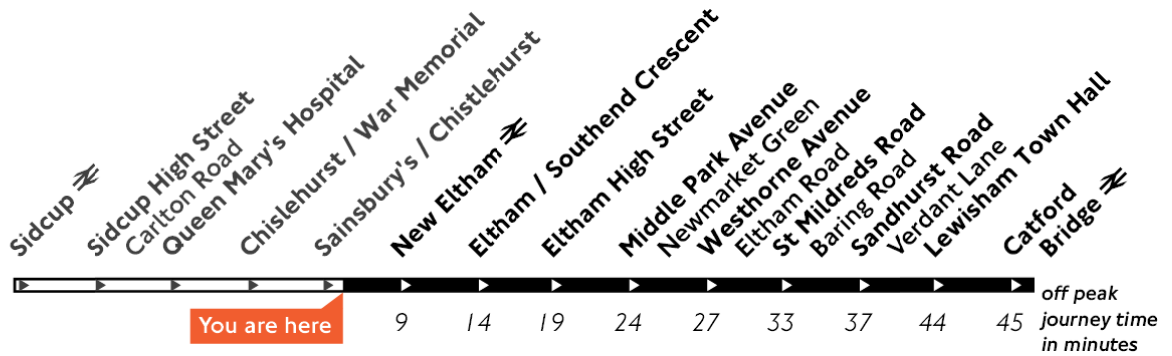 Sidcup
Sidcup High Street
Carlton Road
Queen Mary's Hospital
Chislehurst / War Memorial
Sainsbury's / Chistlehurst
New Eltham
Eltham / Southend Crescent
Eltham High Street
Middle Park Avenue
Newmarket Green
Westhorne Avenue
Eltham Road
St Mildreds Road
Baring Road
Sandhurst Road
Verdant Lane
Lewisham Town Hall
Catford
Bridge
You are here
9 14 19 24 27 33 37 44 45
off peak
journey time
in minutes